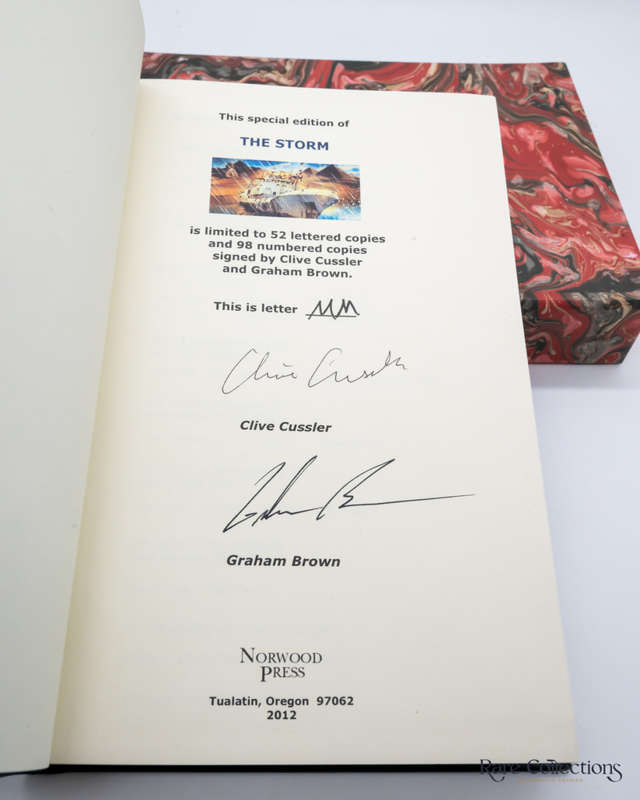 This special edition of
THE STORM
is limited to 52 lettered copies
and 98 numbered copies
signed by Clive Cussler
and Graham Brown.
This is letter MM
Clive Cussler
Clive Cussler
Graham Brown
NORWOOD
PRESS
Tualatin, Oregon 97062
2012
Rare Collections